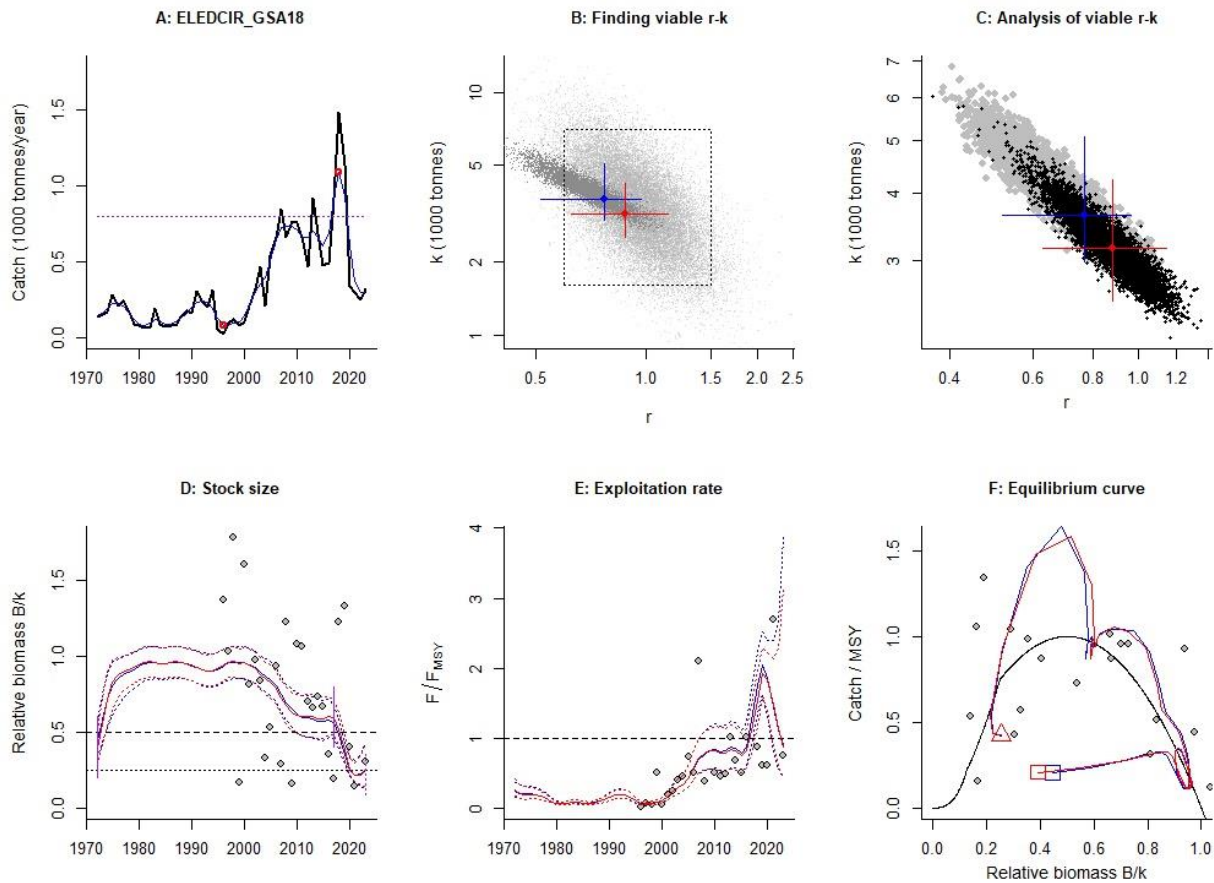 A: ELEDCIR_GSA18
B: Finding viable r-k
C: Analysis of viable r-k
Catch (1000 tonnes/year)
0.0
0.5
1.0
1.5
1970 1980 1990 2000 2010 2020
k (1000 tonnes)
1
2
5
10
0.5 1.0 1.5 2.0 2.5
r
k (1000 tonnes)
3
4
5
6
7
0.4 0.6 0.8 1.0 1.2
r
D: Stock size
E: Exploitation rate
F: Equilibrium curve
Relative biomass B/k
0.0
0.5
1.0
1.5
1970 1980 1990 2000 2010 2020
F / FMSY
0
1
2
3
4
1970 1980 1990 2000 2010 2020
Catch / MSY
0.0
0.5
1.0
1.5
0.0 0.2 0.4 0.6 0.8 1.0
Relative biomass B/k